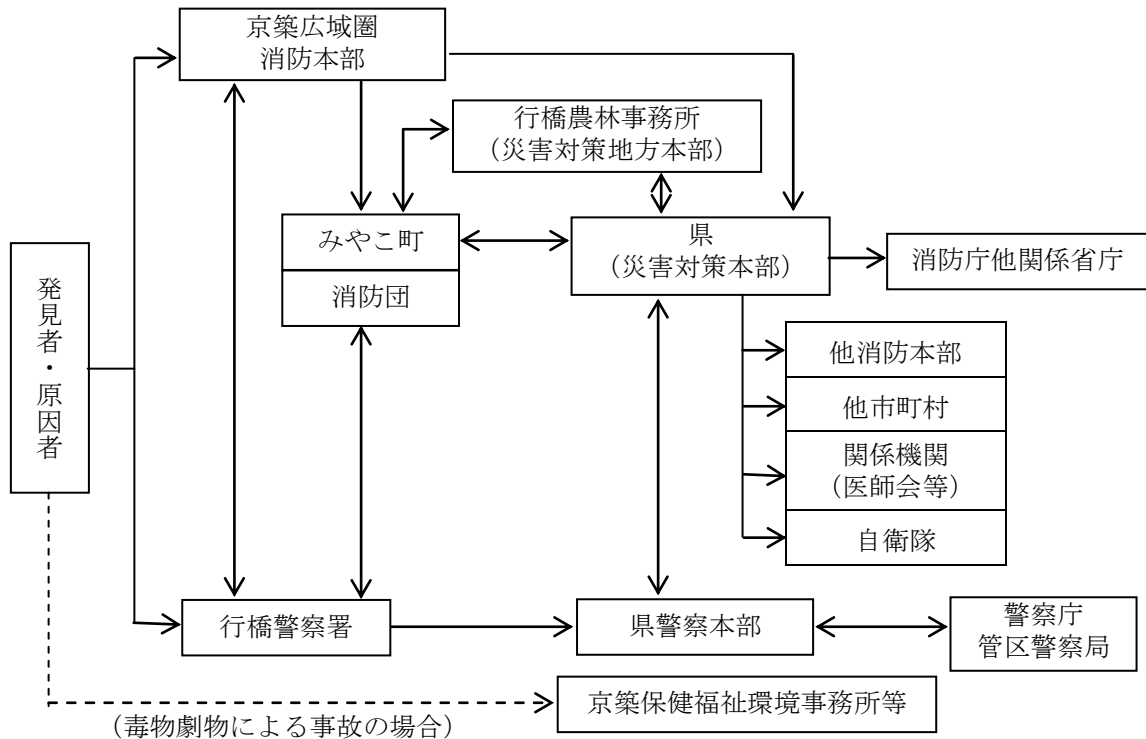 京築広域圏
消防本部
行橋農林事務所
（災害対策地方本部）
みやこ町
消防団
県
（災害対策本部）
消防庁他関係省庁
発見者・原因者
他消防本部
他市町村
関係機関
（医師会等）
自衛隊
行橋警察署
県警察本部
警察庁
管区警察局
京築保健福祉環境事務所等
（毒物劇物による事故の場合）